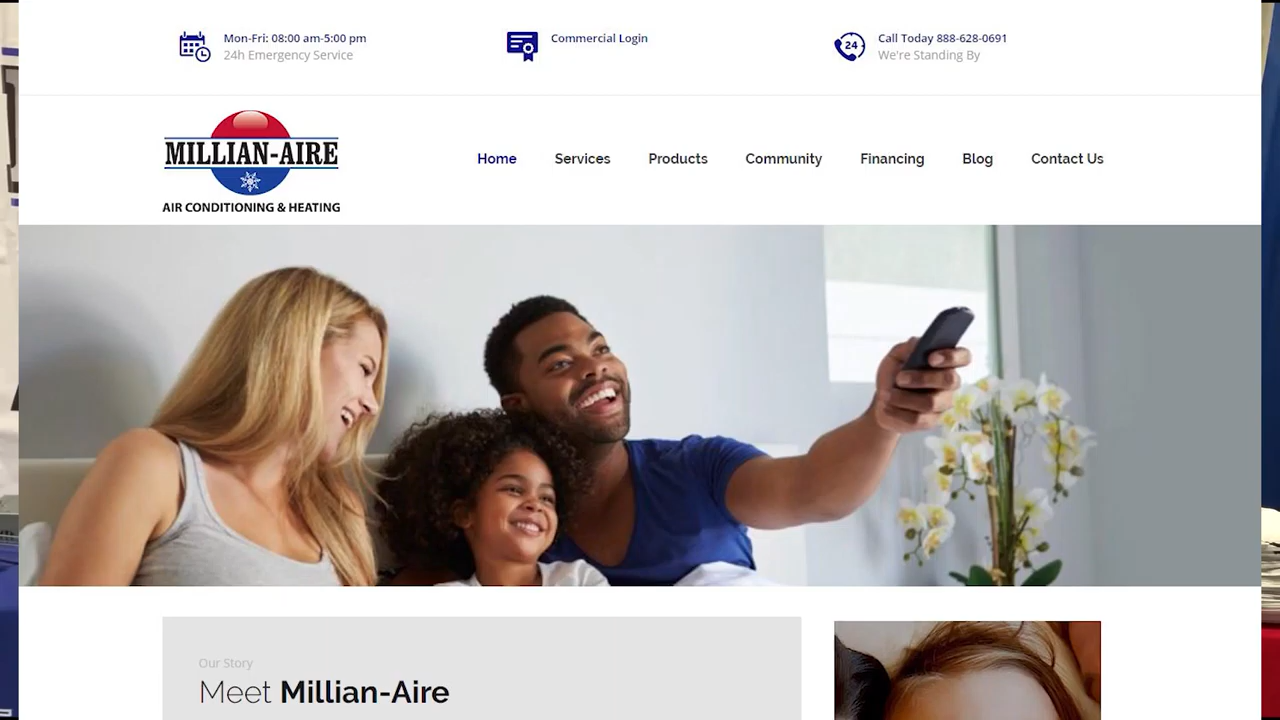 Mon-Fri: 08:00 am-5:00 pm
24h Emergency Service
Commercial Login
24
Call Today 888-628-0691
We're Standing By
MILLIAN-AIRE
AIR CONDITIONING & HEATING
Home Services Products Community Financing Blog Contact Us
Our Story
Meet Millian-Aire